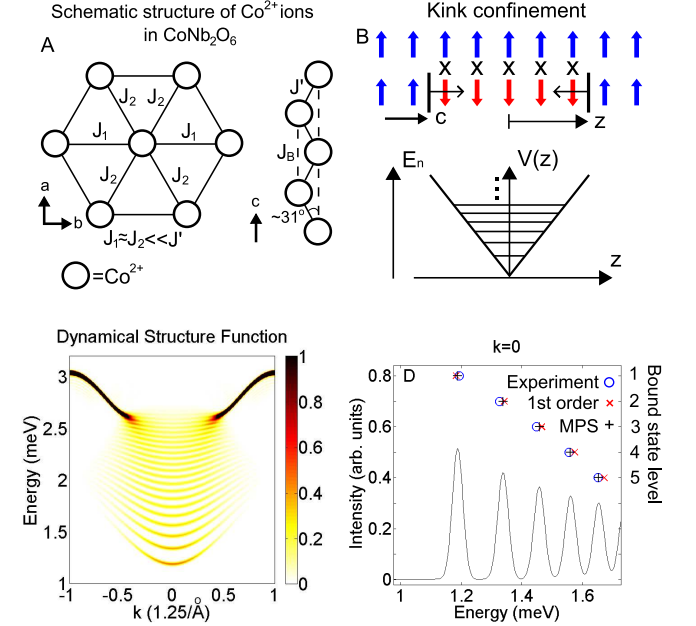 Schematic structure of Co²⁺ions
in CoNb₂O₆
A
J₂ J₂
J₁ J₁
J₂ J₂
a
b
J₁≈J₂<<J'
=Co²⁺
J'
J_B
c
~31°
Kink confinement
B
X X X X X
c
z
Eₙ
V(z)
z
Dynamical Structure Function
Energy (meV)
3
2.5
2
1.5
1
-1 -0.5 0 0.5 1
k (1.25/Å)
1
0.8
0.6
0.4
0.2
0
k=0
D
Experiment
1st order
MPS
Intensity (arb. units)
0.8
0.6
0.4
0.2
0
1 1.2 1.4 1.6
Energy (meV)
1
2
3
4
5
Bound state level